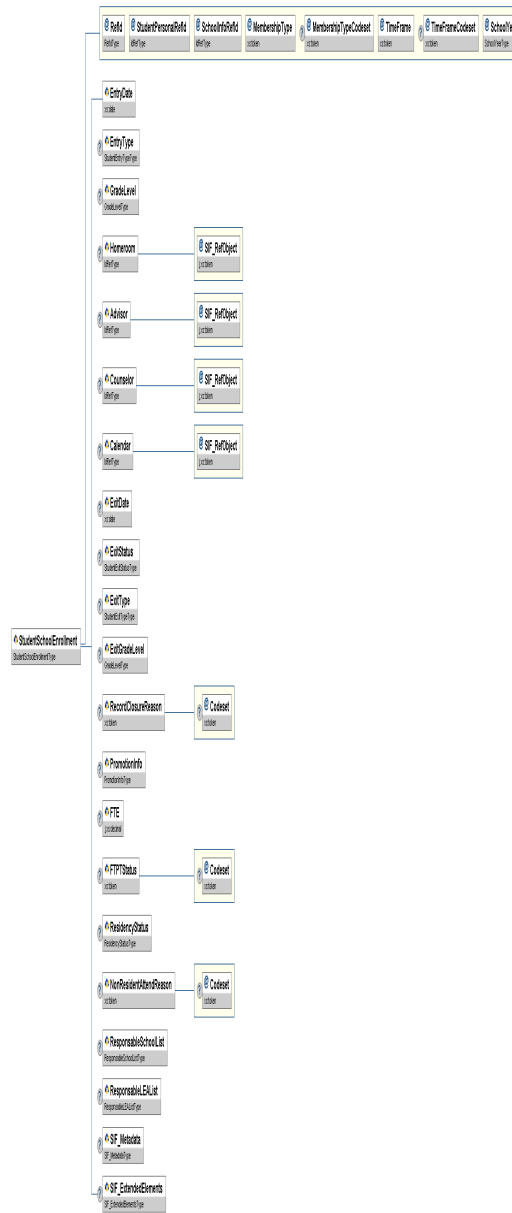 RefId StudentPersonalRefId SchoolInfoRefId MembershipType MembershipTypeCodeset TimeFrame TimeFrameCodeset SchoolYe
RefIdType IdRefType IdRefType xs:token xs:token xs:token xs:token SchoolYearType
EntryDate
xs:date
EntryType
StudentEntryTypeType
GradeLevel
GradeLevelType
Homeroom SIF_RefObject
IdRefType xs:token
Advisor SIF_RefObject
IdRefType xs:token
Counselor SIF_RefObject
IdRefType xs:token
Calendar SIF_RefObject
IdRefType xs:token
ExitDate
xs:date
ExitStatus
StudentExitStatusType
ExitType
StudentExitTypeType
StudentSchoolEnrollment
StudentSchoolEnrollmentType
ExitGradeLevel
GradeLevelType
RecordClosureReason Codeset
xs:token xs:token
PromotionInfo
PromotionInfoType
FTE
xs:decimal
FTPTStatus Codeset
xs:token xs:token
ResidencyStatus
ResidencyStatusType
NonResidentAttendReason Codeset
xs:token xs:token
ResponsableSchoolList
ResponsableSchoolListType
ResponsableLEAList
ResponsableLEAListType
SIF_Metadata
SIF_MetadataType
SIF_ExtendedElements
SIF_ExtendedElementsType